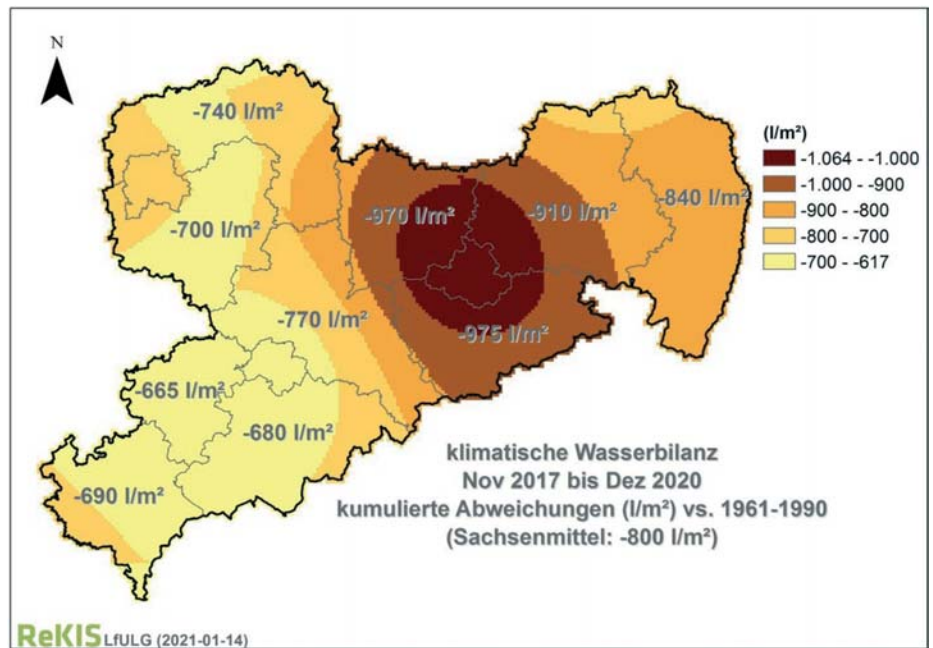 N
-740 l/m²
-700 l/m²
-970 l/m²
-910 l/m²
-840 l/m²
-770 l/m²
-975 l/m²
-665 l/m²
-680 l/m²
-690 l/m²
(l/m²)
-1.064 - -1.000
-1.000 - -900
-900 - -800
-800 - -700
-700 - -617
klimatische Wasserbilanz
Nov 2017 bis Dez 2020
kumulierte Abweichungen (l/m²) vs. 1961-1990
(Sachsenmittel: -800 l/m²)
ReKIS LfULG (2021-01-14)